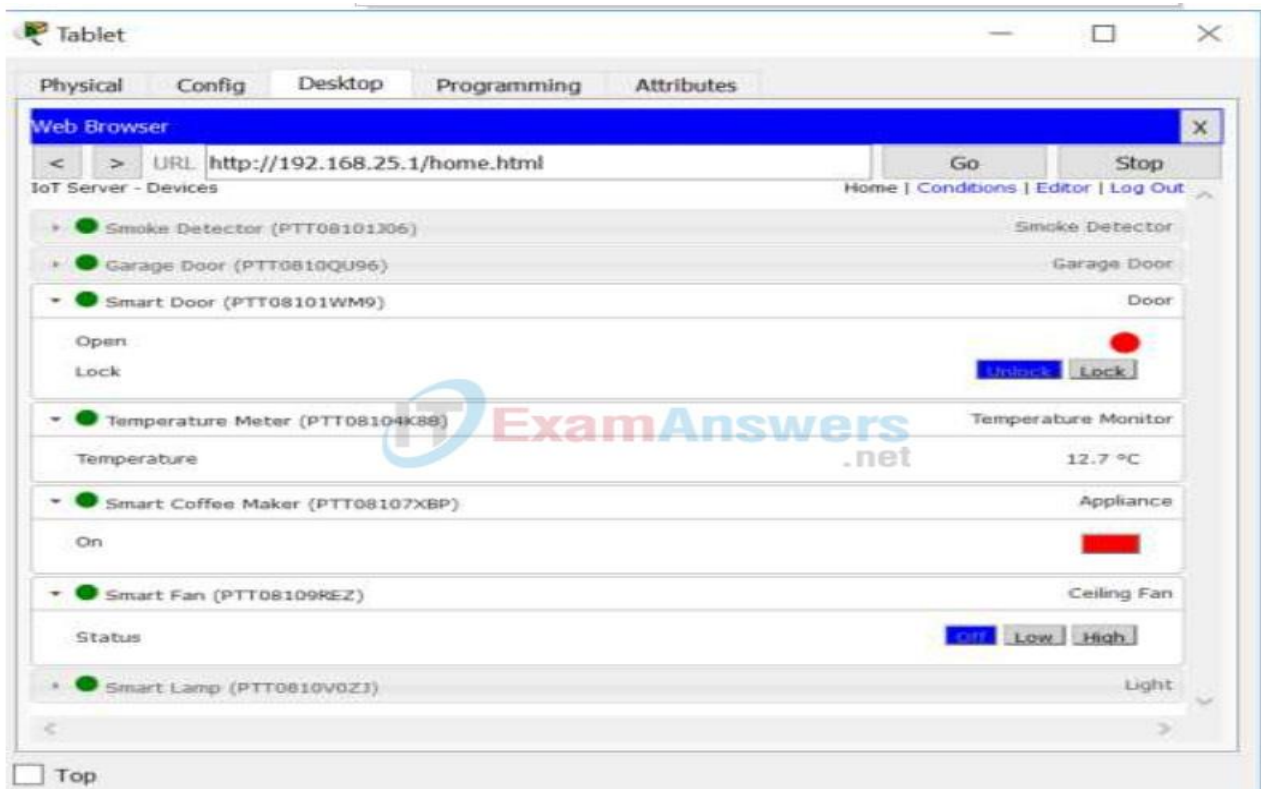 Tablet
Physical Config Desktop Programming Attributes
Web Browser X
< > URL http://192.168.25.1/home.html Go Stop
IoT Server - Devices Home | Conditions | Editor | Log Out
Smoke Detector (PTT08101J06) Smoke Detector
Garage Door (PTT0810QU96) Garage Door
Smart Door (PTT08101WM9) Door
Open
Lock Unlock Lock
Temperature Meter (PTT08104K88) Temperature Monitor
ITExamAnswers
.net
Temperature 12.7 °C
Smart Coffee Maker (PTT08107XBP) Appliance
On
Smart Fan (PTT08109REZ) Ceiling Fan
Status Off Low High
Smart Lamp (PTT0810V0ZJ) Light
Top